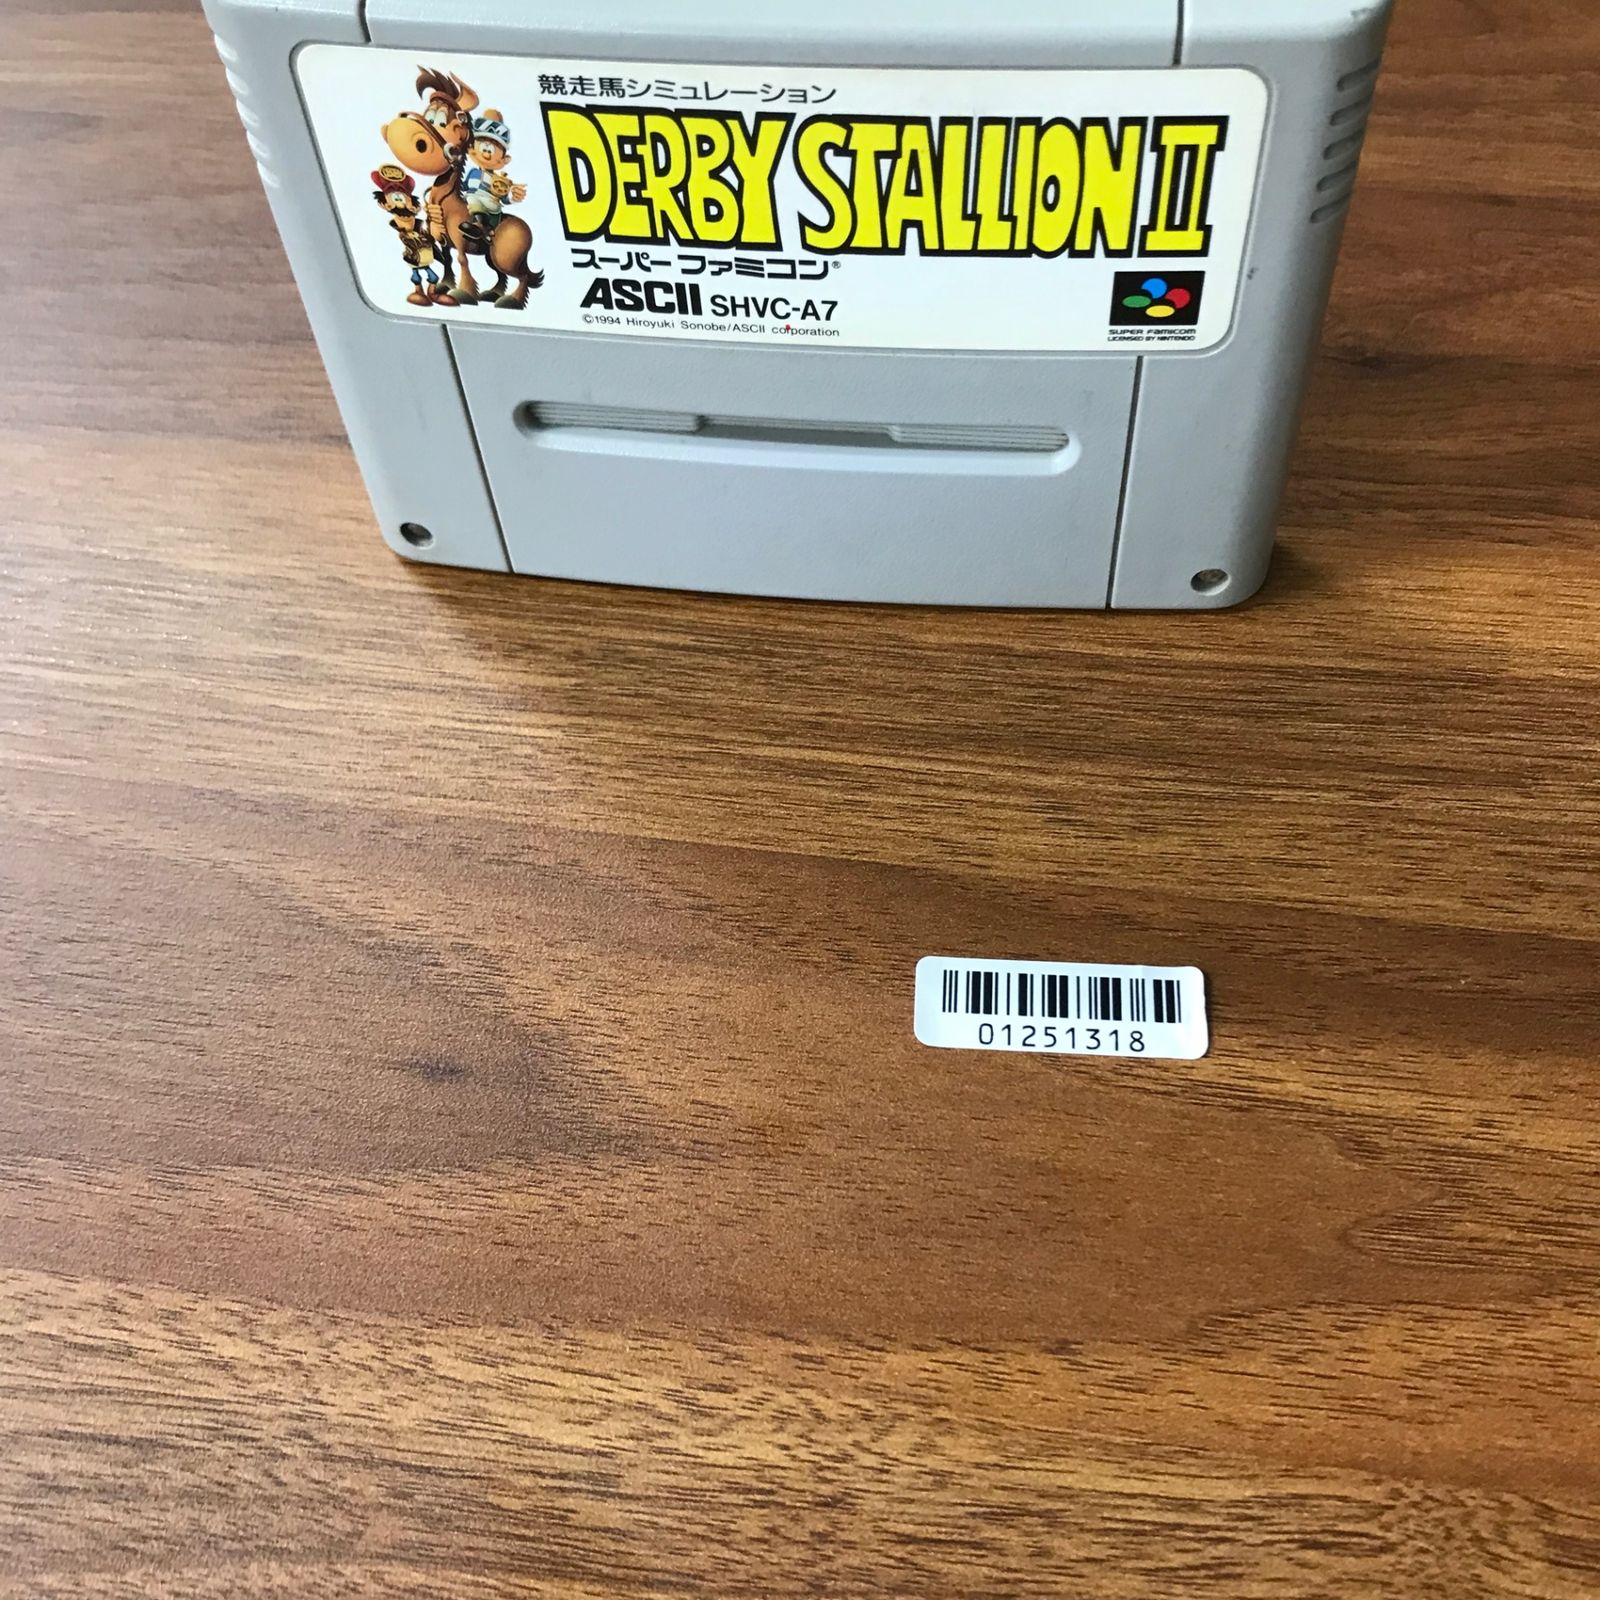 競走馬シミュレーション
DERBY STALLION II
スーパーファミコン®
ASCII SHVC-A7
©1994 Hiroyuki Sonobe/ASCII corporation
SUPER FAMICOM
LICENSED BY NINTENDO
01251318